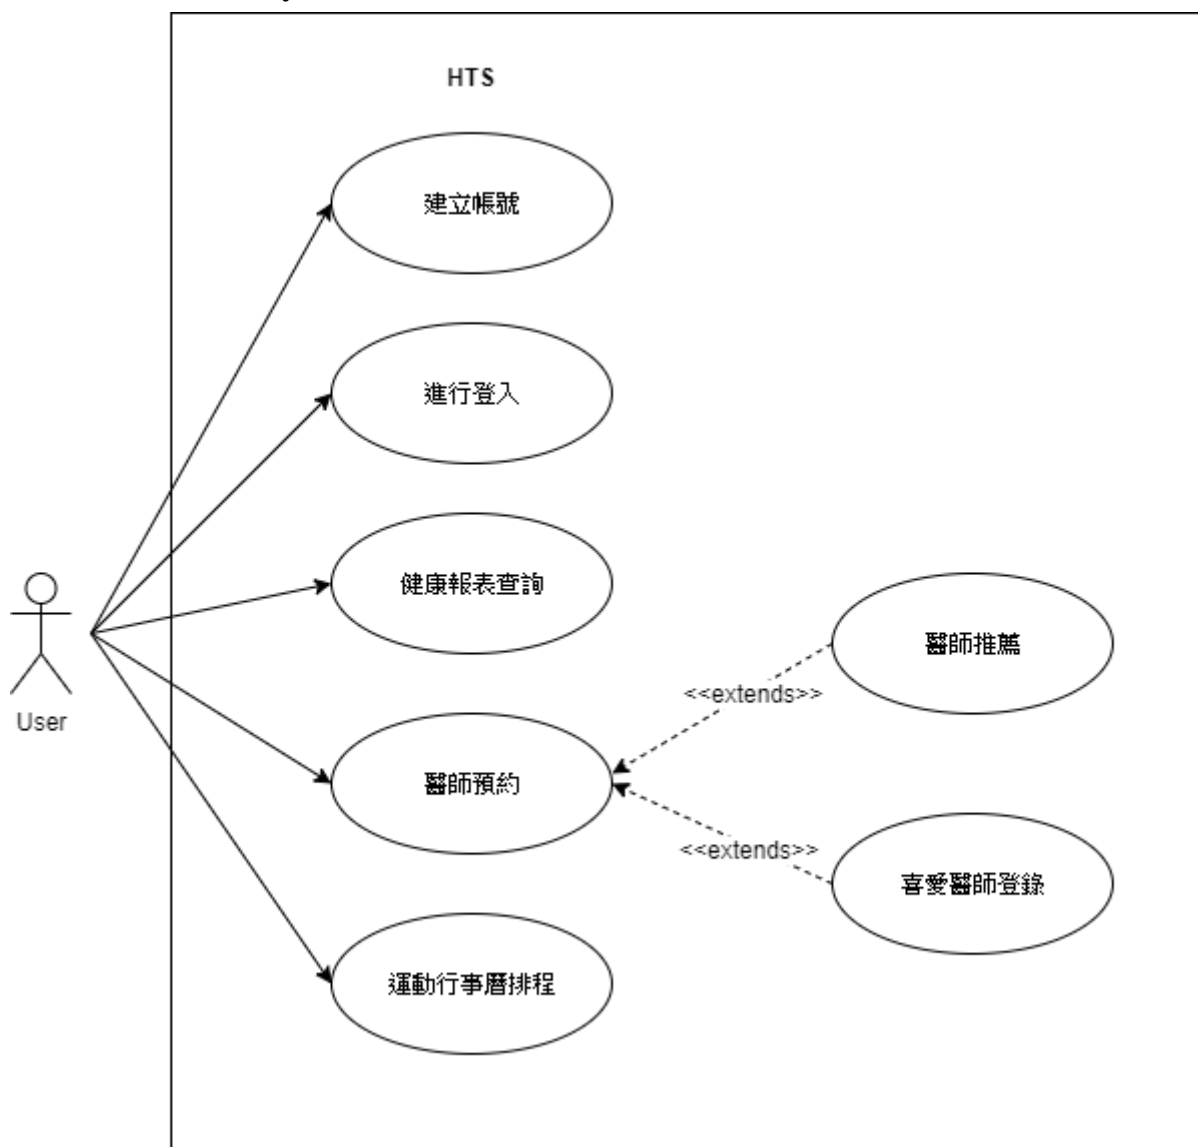 HTS
建立帳號
進行登入
健康報表查詢
醫師推薦
<<extends>>
User
醫師預約
<<extends>>
喜愛醫師登錄
運動行事曆排程